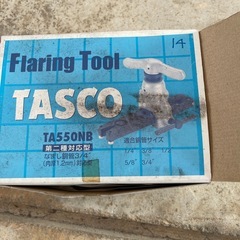 14
Flaring Tool
TASCO
TA550NB
第二種対応型
なまし銅管3/4"
(肉厚1.2mm)対応型
適合銅管サイズ
1/4" 3/8" 1/2"
5/8" 3/4"